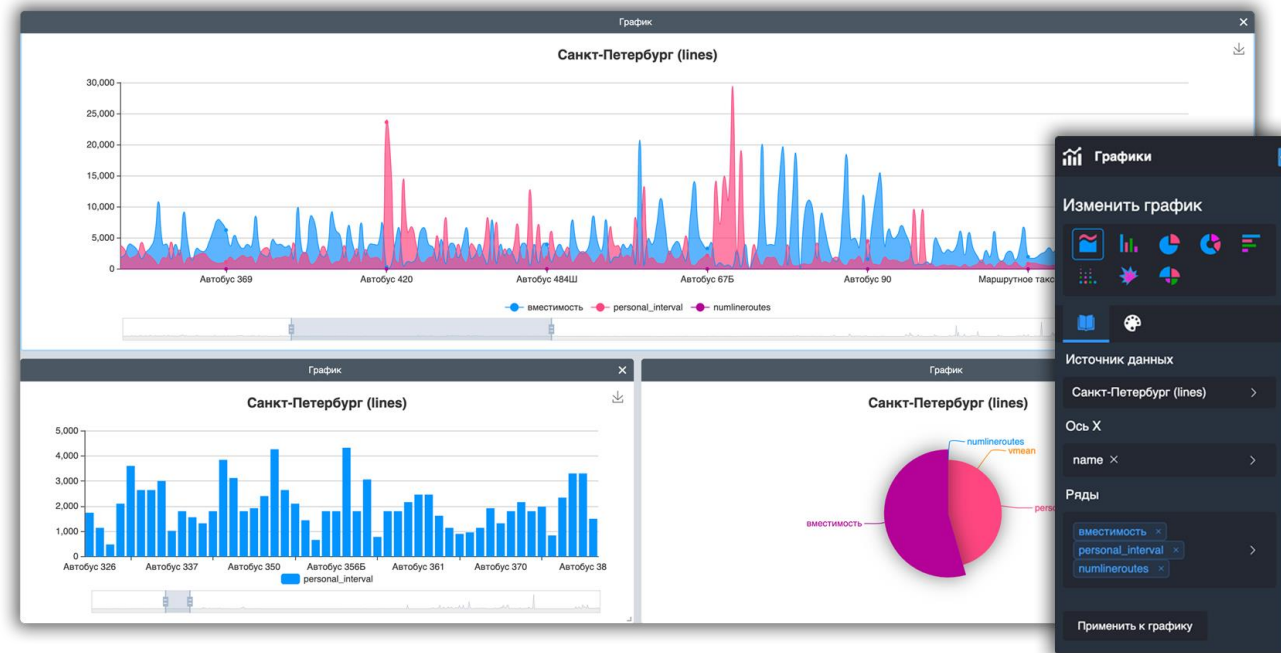 График
Санкт-Петербург (lines)
30,000
25,000
20,000
15,000
10,000
5,000
0
Автобус 369
Автобус 420
Автобус 484Ш
Автобус 67Б
Автобус 90
Маршрутное такс
вместимость
personal_interval
numlineroutes
График
Санкт-Петербург (lines)
5,000
4,000
3,000
2,000
1,000
0
Автобус 326
Автобус 337
Автобус 350
Автобус 356Б
Автобус 361
Автобус 370
Автобус 38
personal_interval
График
Санкт-Петербург (lines)
numlineroutes
vmean
perso
вместимость
Графики
Изменить график
Источник данных
Санкт-Петербург (lines)
Ось X
name ×
Ряды
вместимость ×
personal_interval ×
numlineroutes ×
Применить к графику